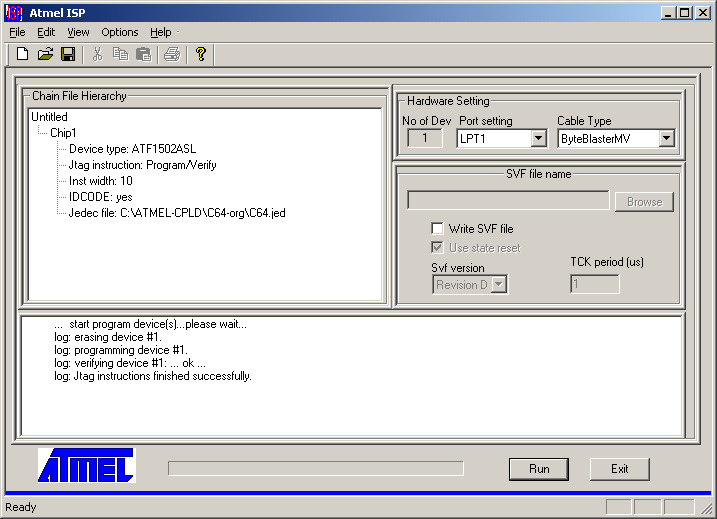 Atmel ISP
File Edit View Options Help
Chain File Hierarchy
Untitled
Chip1
Device type: ATF1502ASL
Jtag instruction: Program/Verify
Inst width: 10
IDCODE: yes
Jedec file: C:\ATMEL-CPLD\C64-org\C64.jed
Hardware Setting
No of Dev Port setting Cable Type
1 LPT1 ByteBlasterMV
SVF file name
Browse
Write SVF file
Use state reset
Svf version TCK period (us)
Revision D 1
... start program device(s)...please wait...
log: erasing device #1.
log: programming device #1.
log: verifying device #1: ... ok ...
log: Jtag instructions finished successfully.
ATMEL Run Exit
Ready